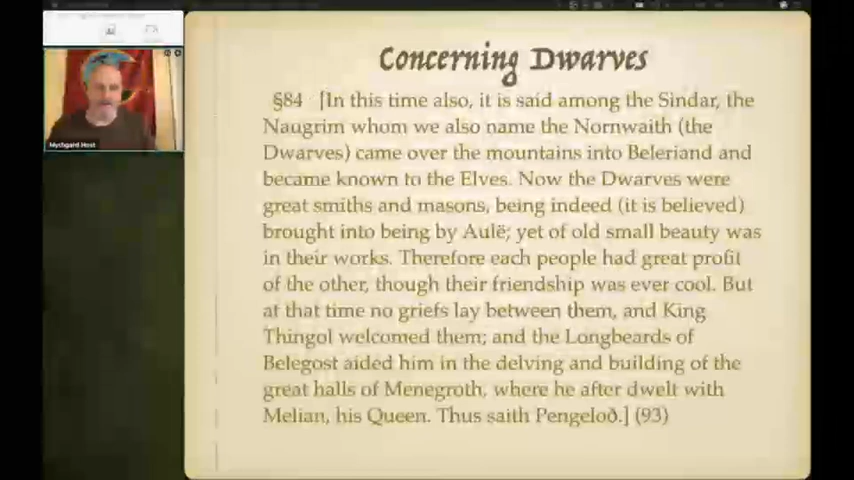 Mythgard Host
Concerning Dwarves
§84 [In this time also, it is said among the Sindar, the
Naugrim whom we also name the Nornwaith (the
Dwarves) came over the mountains into Beleriand and
became known to the Elves. Now the Dwarves were
great smiths and masons, being indeed (it is believed)
brought into being by Aulë; yet of old small beauty was
in their works. Therefore each people had great profit
of the other, though their friendship was ever cool. But
at that time no griefs lay between them, and King
Thingol welcomed them; and the Longbeards of
Belegost aided him in the delving and building of the
great halls of Menegroth, where he after dwelt with
Melian, his Queen. Thus saith Pengeloð.] (93)